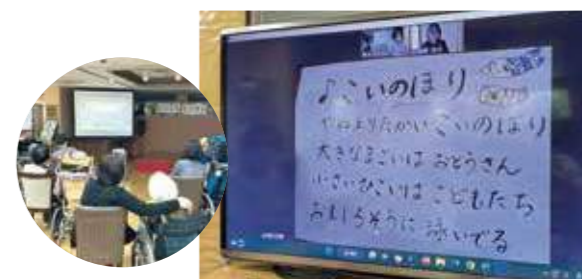 ♪こいのぼり
やねよりたかいこいのぼり
大きなまごいは おとうさん
小さいひごいは こどもたち
おもしろそうに 泳いでる